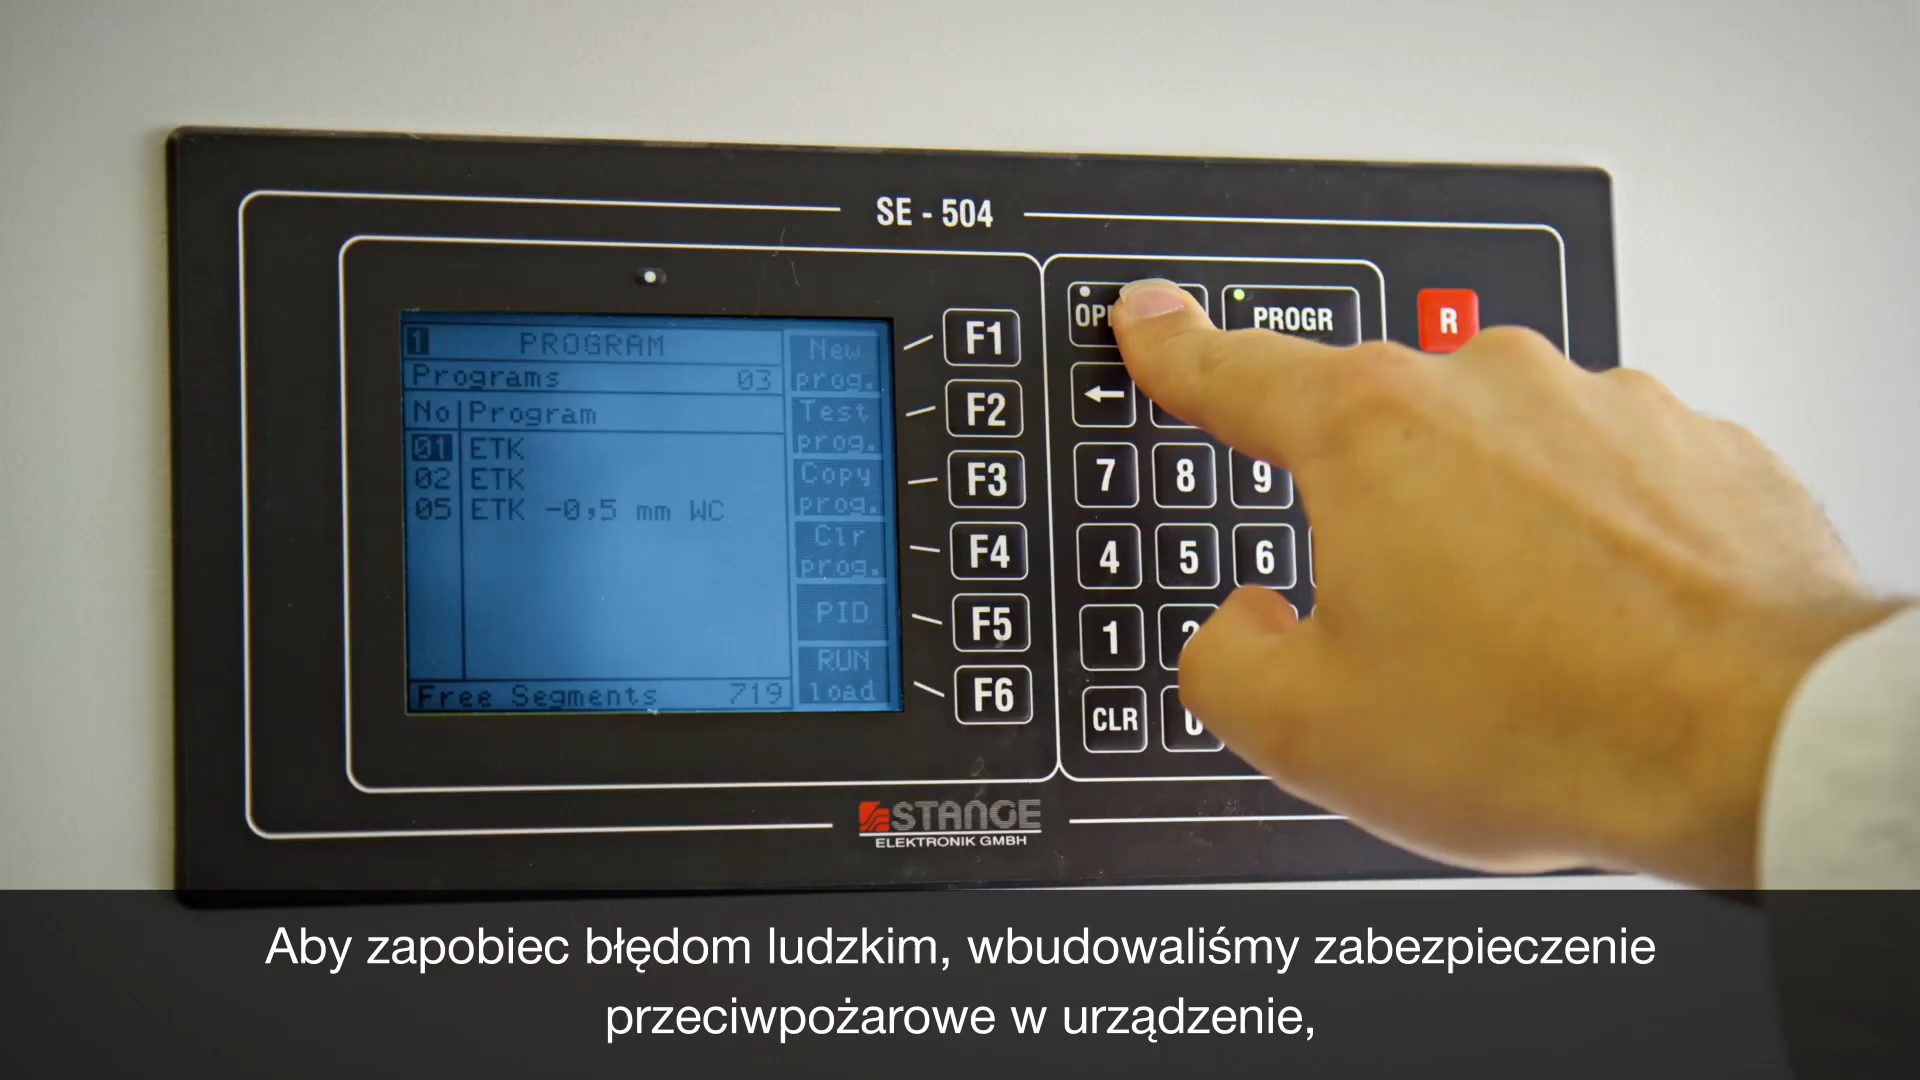 SE - 504
1 PROGRAM
Programs 03
No Program
01 ETK
02 ETK
05 ETK -0,5 mm WC
Free Segments 719
New
prog.
Test
prog.
Copy
prog.
Clr
prog.
PID
RUN
load
F1
F2
F3
F4
F5
F6
PROGR
R
←
7 8 9
4 5 6
1 2
CLR 0
STANGE
ELEKTRONIK GMBH
Aby zapobiec błędom ludzkim, wbudowaliśmy zabezpieczenie
przeciwpożarowe w urządzenie,